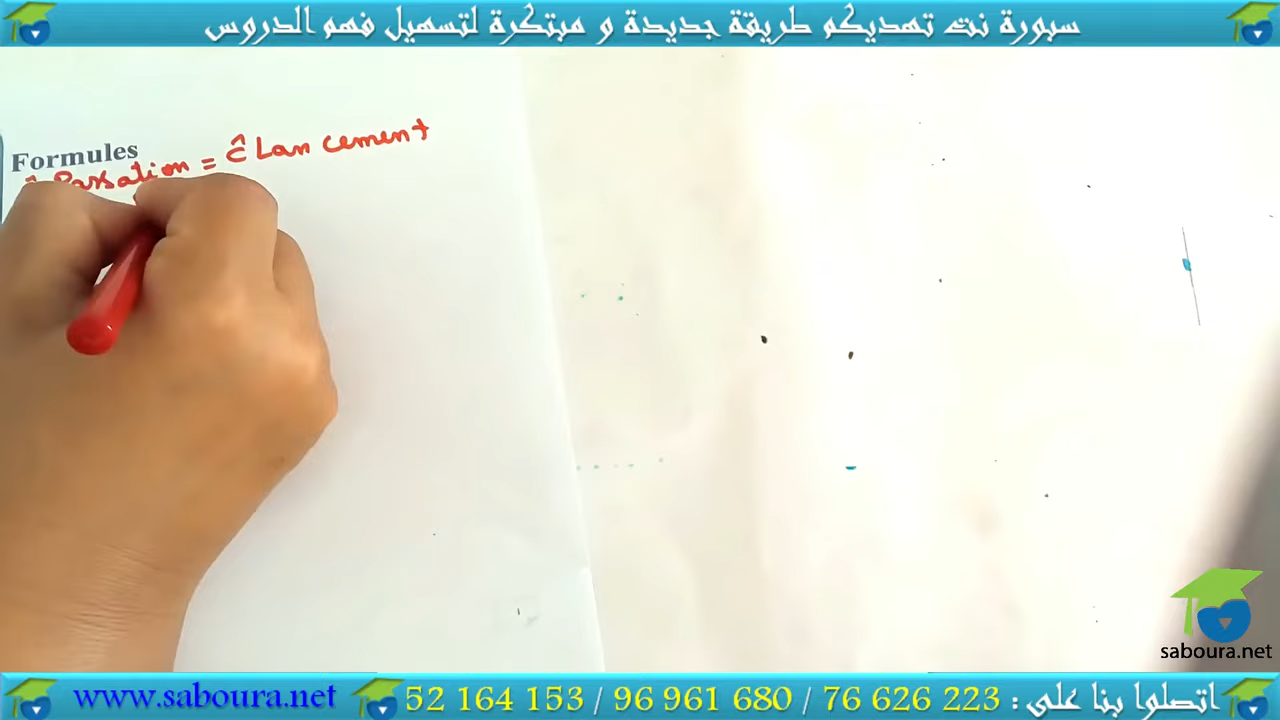 سبورة نت تهديكم طريقة جديدة و مبتكرة لتسهيل فهم الدروس
Formules
Passation = ĉ Lancement
saboura.net
www.saboura.net 52 164 153 / 96 961 680 / 76 626 223 : اتصلوا بنا على